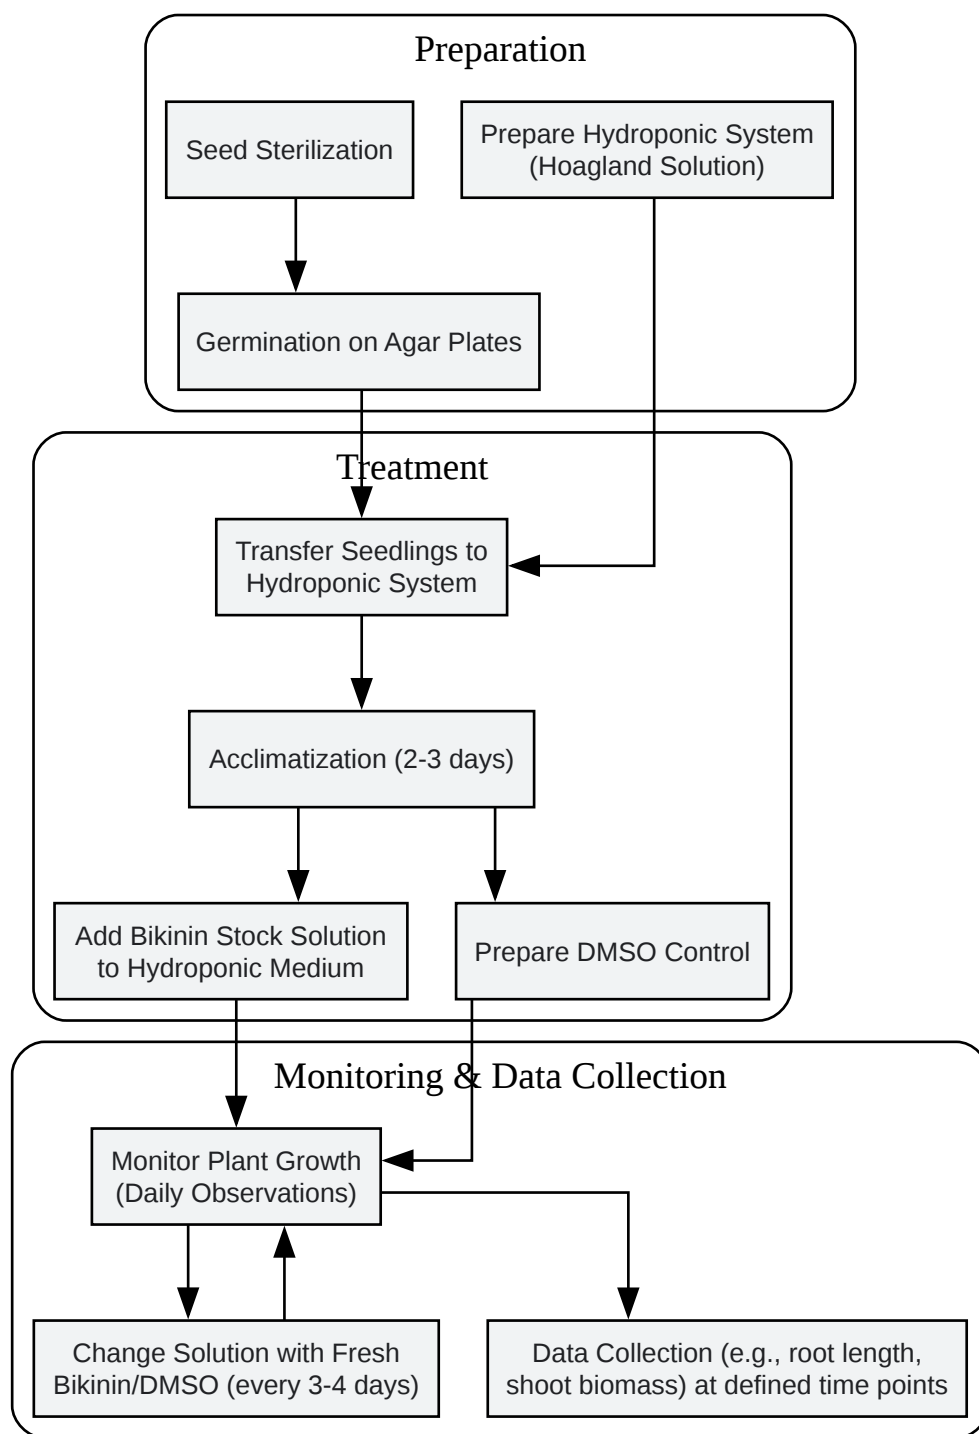 Preparation
Seed Sterilization
Prepare Hydroponic System
(Hoagland Solution)
Germination on Agar Plates
Treatment
Transfer Seedlings to
Hydroponic System
Acclimatization (2-3 days)
Add Bikinin Stock Solution
to Hydroponic Medium
Prepare DMSO Control
Monitoring & Data Collection
Monitor Plant Growth
(Daily Observations)
Change Solution with Fresh
Bikinin/DMSO (every 3-4 days)
Data Collection (e.g., root length,
shoot biomass) at defined time points